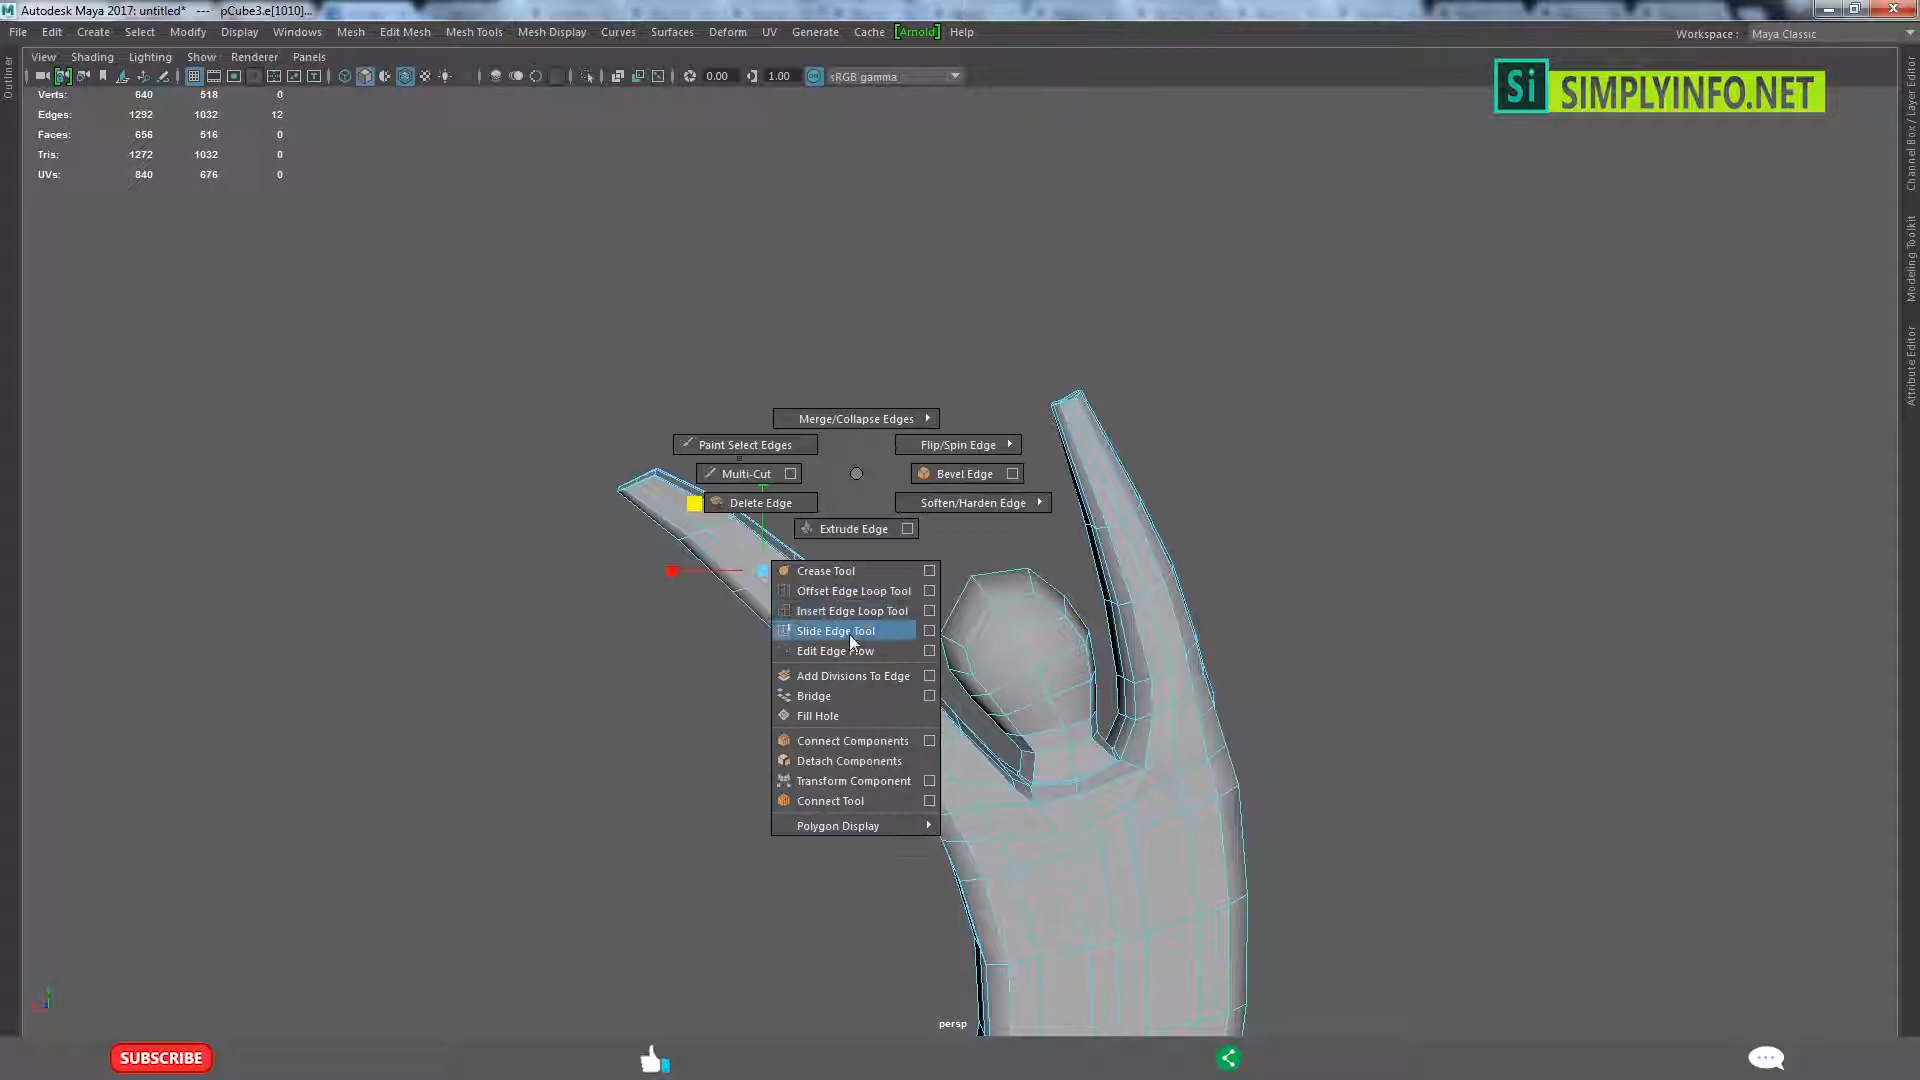 Autodesk Maya 2017: untitled* --- pCube3.e[1010]...
File Edit Create Select Modify Display Windows Mesh Edit Mesh Mesh Tools Mesh Display Curves Surfaces Deform UV Generate Cache [Arnold] Help
Workspace : Maya Classic
View Shading Lighting Show Renderer Panels
0.00 1.00 sRGB gamma
Verts: 640 518 0
Edges: 1292 1032 12
Faces: 656 516 0
Tris: 1272 1032 0
UVs: 840 676 0
Si SIMPLYINFO.NET
Outliner
Channel Box / Layer Editor
Modeling Toolkit
Attribute Editor
Merge/Collapse Edges
Paint Select Edges
Flip/Spin Edge
Multi-Cut
Bevel Edge
Delete Edge
Soften/Harden Edge
Extrude Edge
Crease Tool
Offset Edge Loop Tool
Insert Edge Loop Tool
Slide Edge Tool
Edit Edge Flow
Add Divisions To Edge
Bridge
Fill Hole
Connect Components
Detach Components
Transform Component
Connect Tool
Polygon Display
persp
SUBSCRIBE